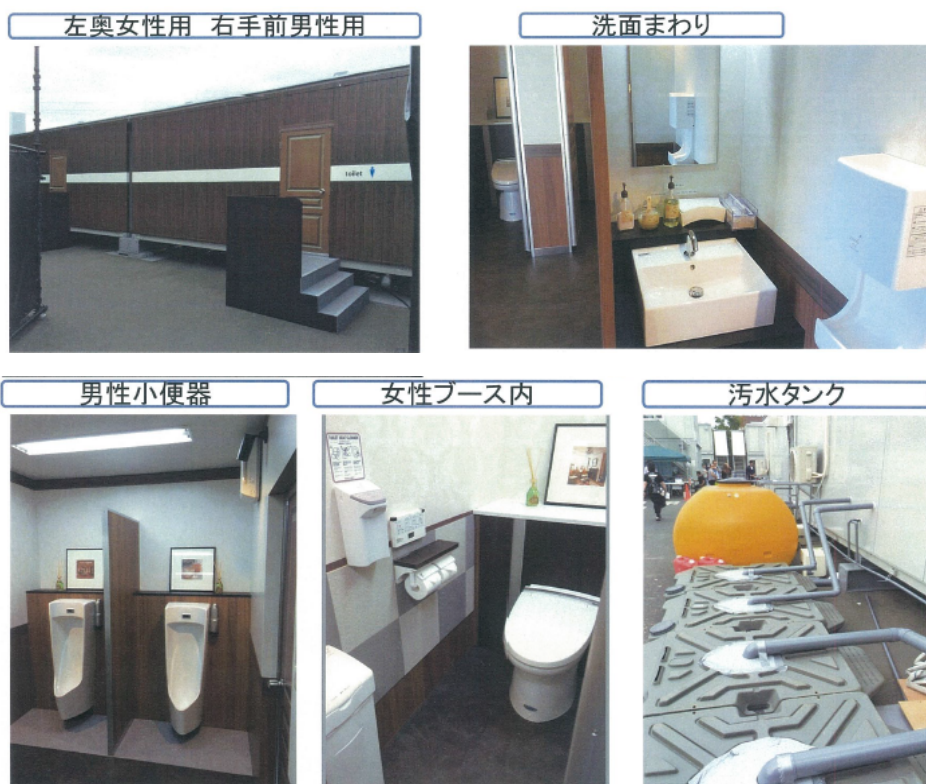 左奥女性用 右手前男性用
洗面まわり
toilet
男性小便器
女性ブース内
汚水タンク